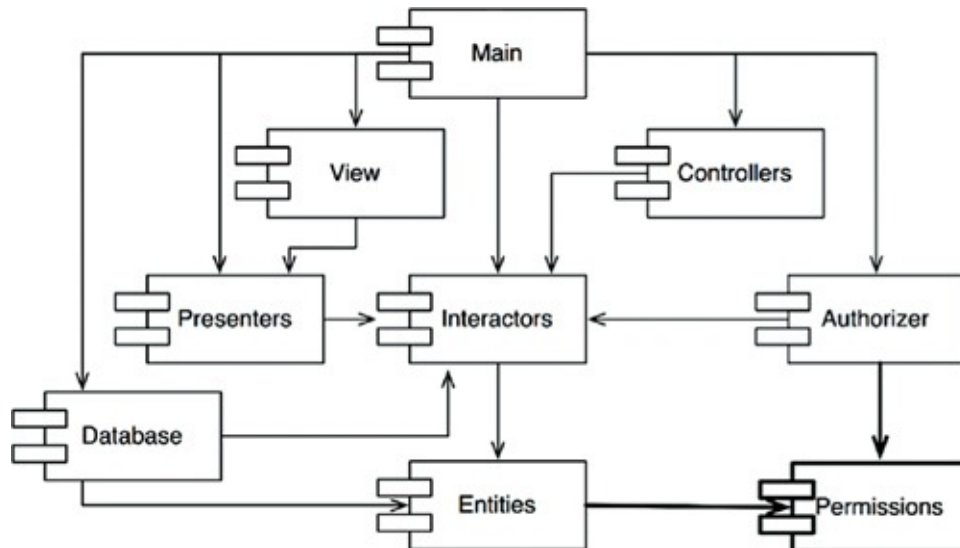 Main
View
Controllers
Presenters
Interactors
Authorizer
Database
Entities
Permissions